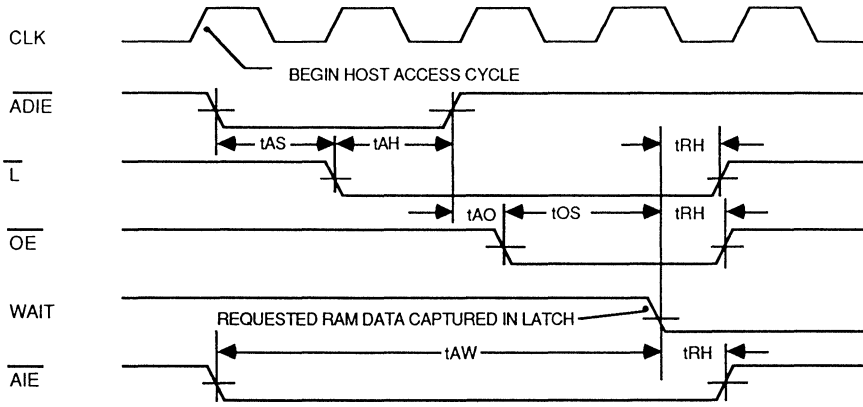 CLK
BEGIN HOST ACCESS CYCLE
ADIE
tAS tAH tRH
L
tAO tOS tRH
OE
WAIT
REQUESTED RAM DATA CAPTURED IN LATCH
tAW tRH
AIE